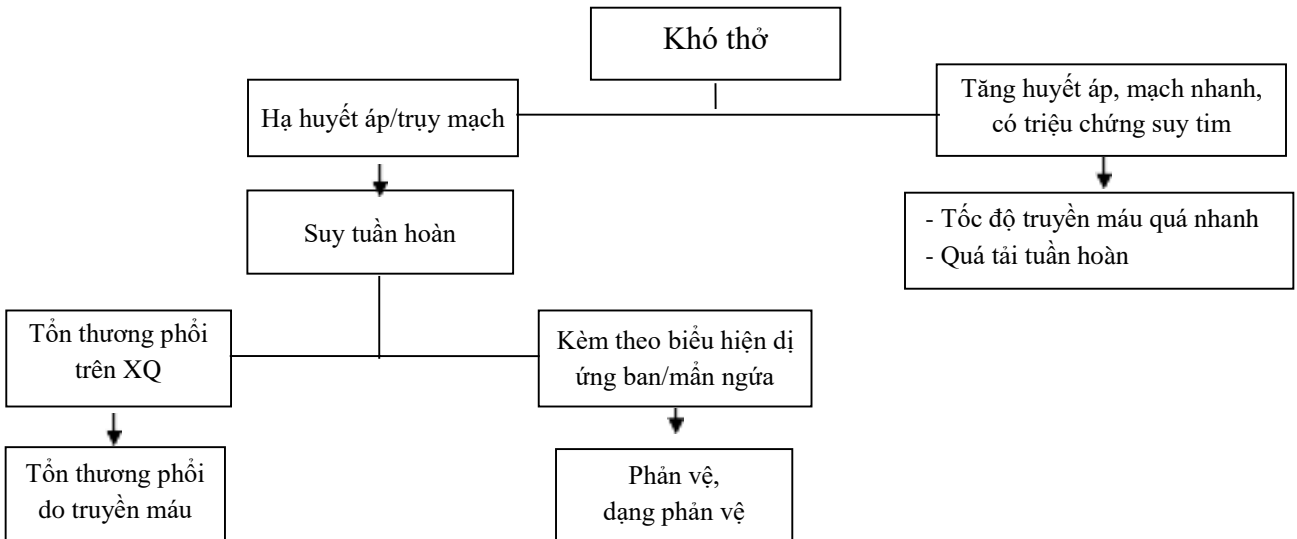 Khó thở
Hạ huyết áp/trụy mạch
Tăng huyết áp, mạch nhanh,
có triệu chứng suy tim
Suy tuần hoàn
- Tốc độ truyền máu quá nhanh
- Quá tải tuần hoàn
Tổn thương phổi
trên XQ
Kèm theo biểu hiện dị
ứng ban/mẩn ngứa
Tổn thương phổi
do truyền máu
Phản vệ,
dạng phản vệ